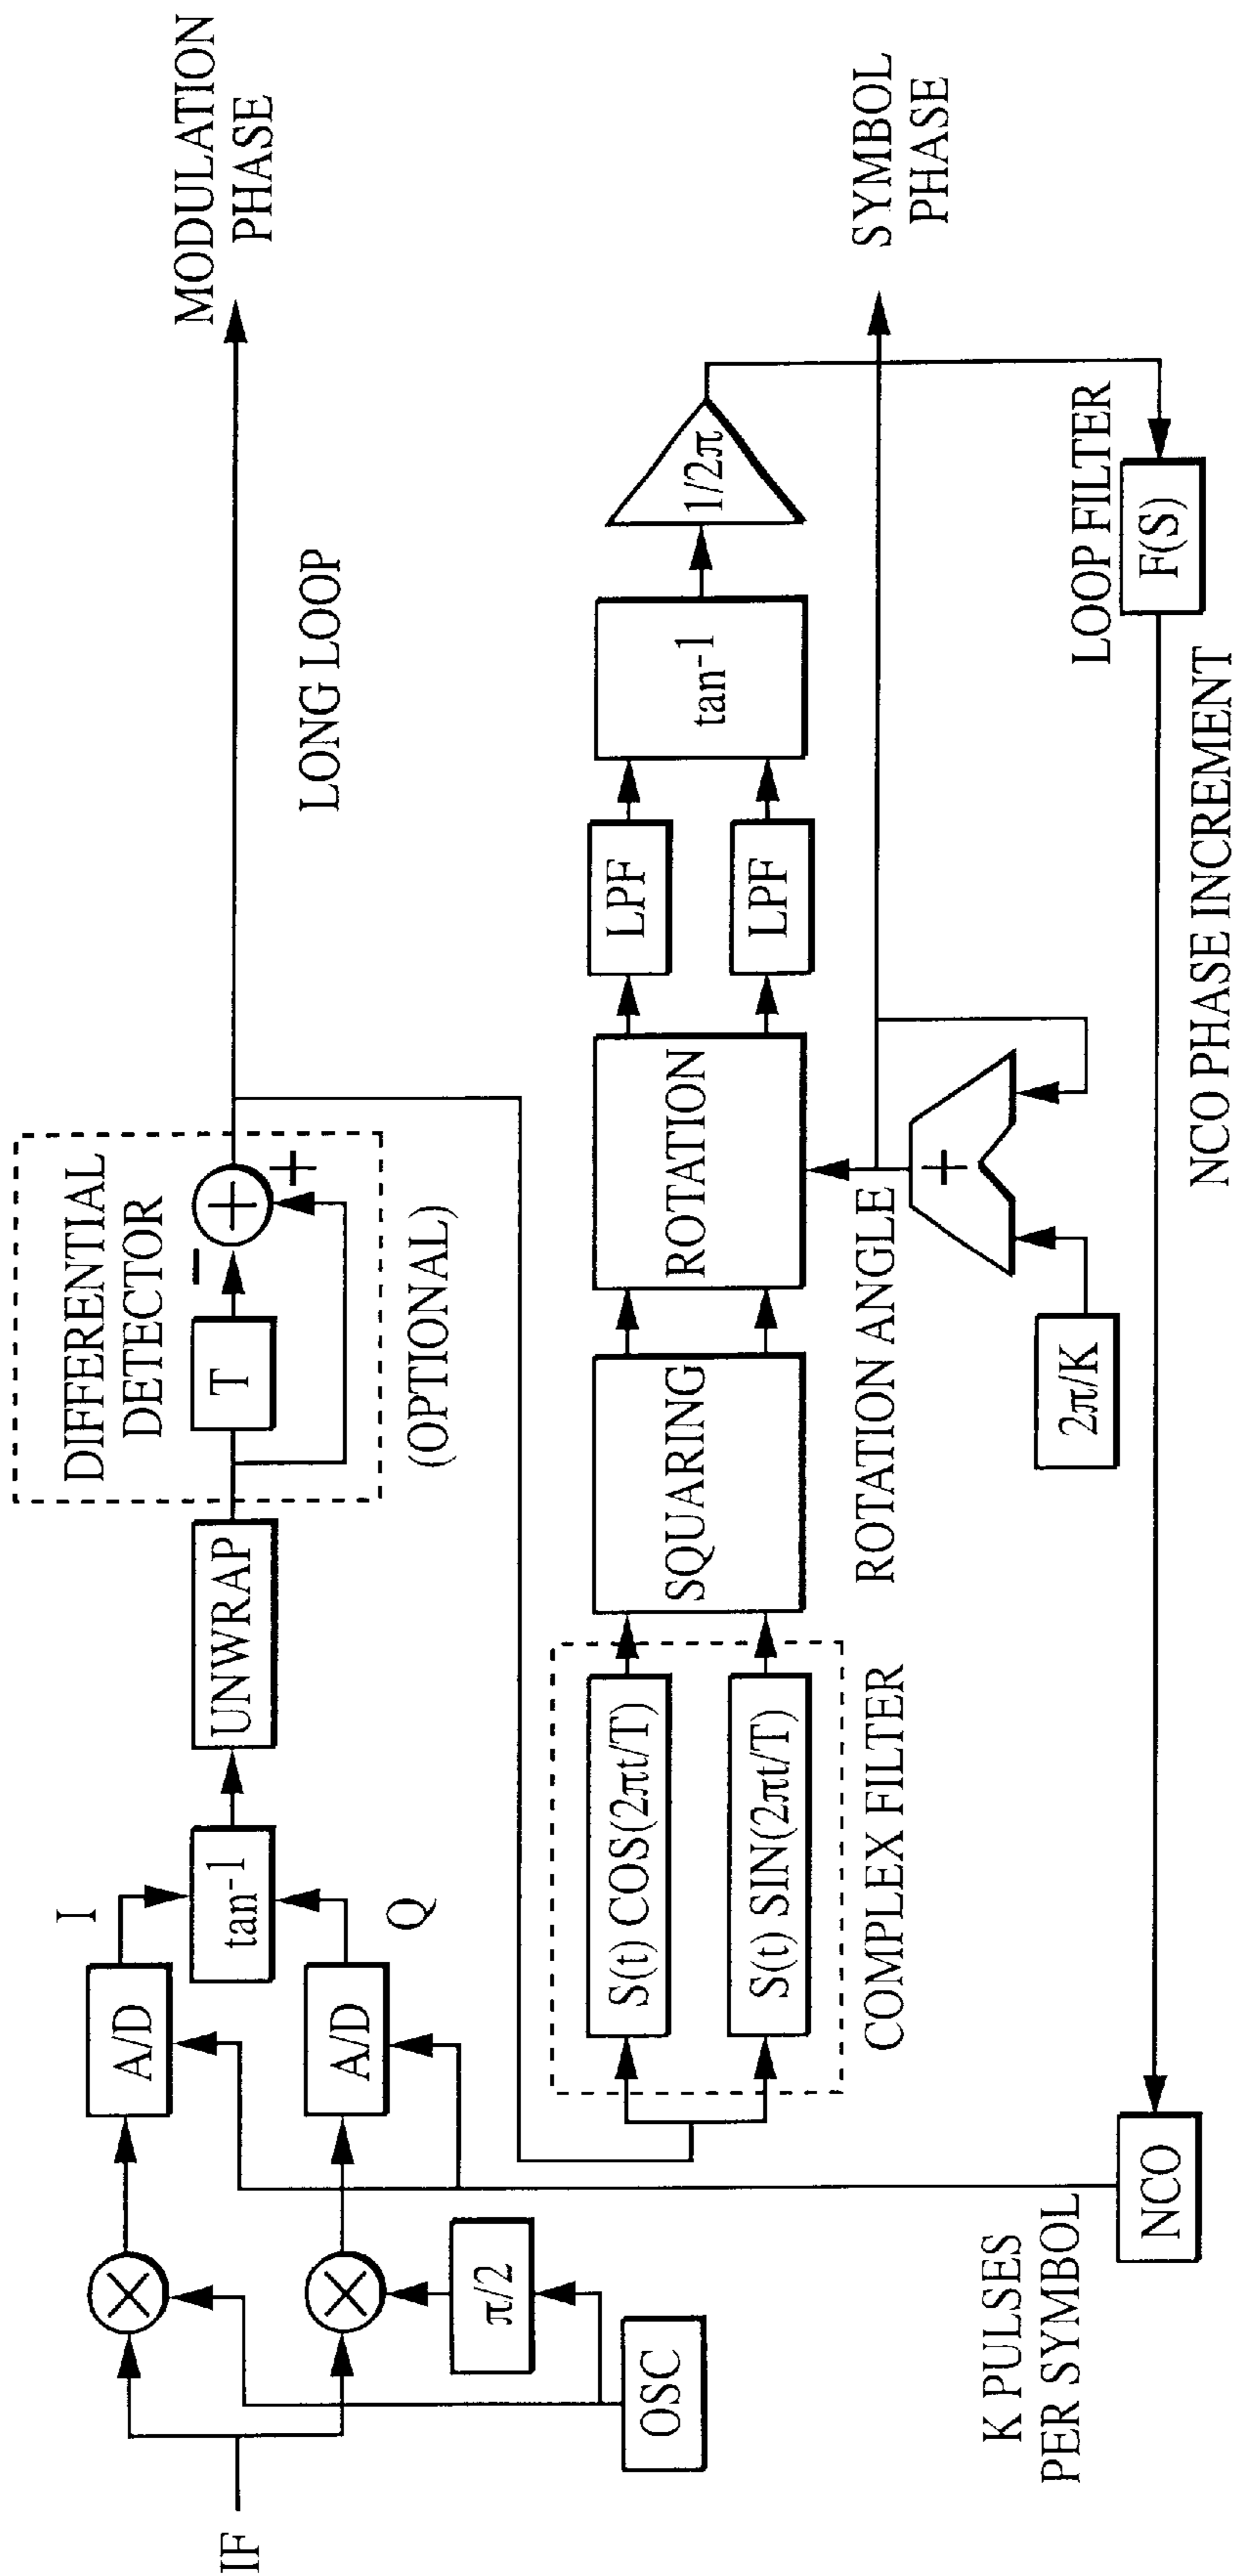 IF
OSC
π/2
I
Q
A/D
A/D
tan-1
UNWRAP
DIFFERENTIAL
DETECTOR
T
−
+
+
(OPTIONAL)
MODULATION
PHASE
LONG LOOP
S(t) COS(2πt/T)
S(t) SIN(2πt/T)
COMPLEX FILTER
SQUARING
ROTATION
LPF
LPF
tan-1
1/2π
ROTATION ANGLE
+
2π/K
SYMBOL
PHASE
LOOP FILTER
F(S)
NCO PHASE INCREMENT
K PULSES
PER SYMBOL
NCO